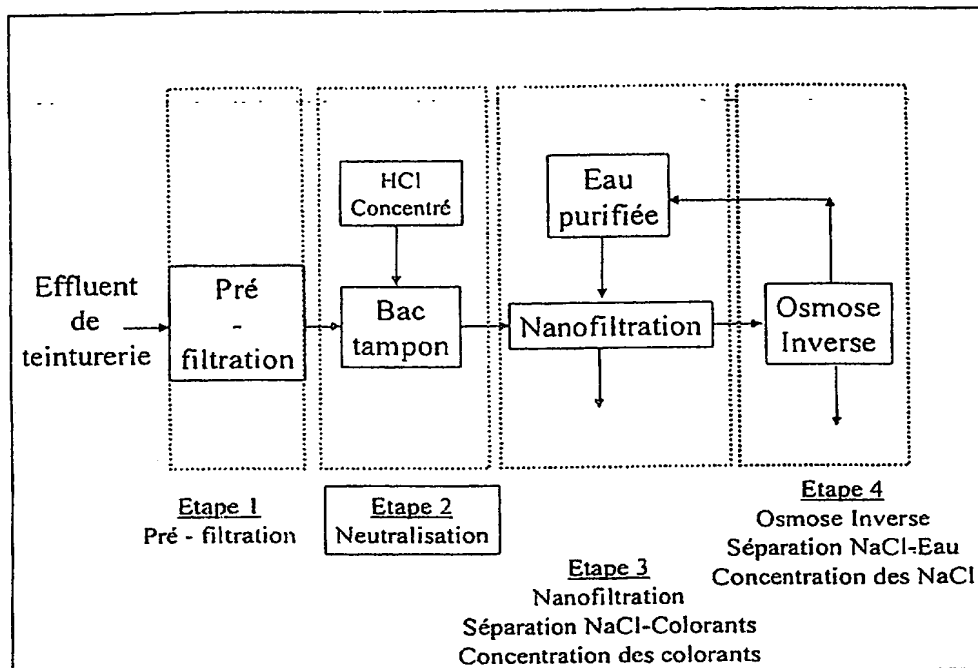 Effluent
de
teinturerie
Pré
-
filtration
HCl
Concentré
Bac
tampon
Eau
purifiée
Nanofiltration
Osmose
Inverse
Etape 1
Pré - filtration
Etape 2
Neutralisation
Etape 3
Nanofiltration
Séparation NaCl-Colorants
Concentration des colorants
Etape 4
Osmose Inverse
Séparation NaCl-Eau
Concentration des NaCl